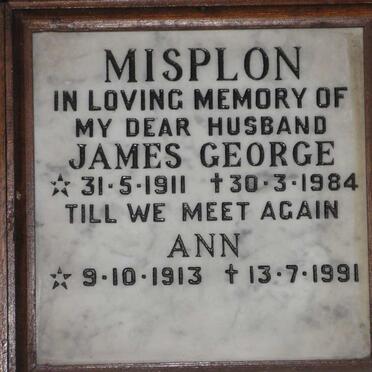 MISPLON
IN LOVING MEMORY OF
MY DEAR HUSBAND
JAMES GEORGE
☆ 31·5·1911 ✝ 30·3·1984
TILL WE MEET AGAIN
ANN
☆ 9·10·1913 ✝ 13·7·1991